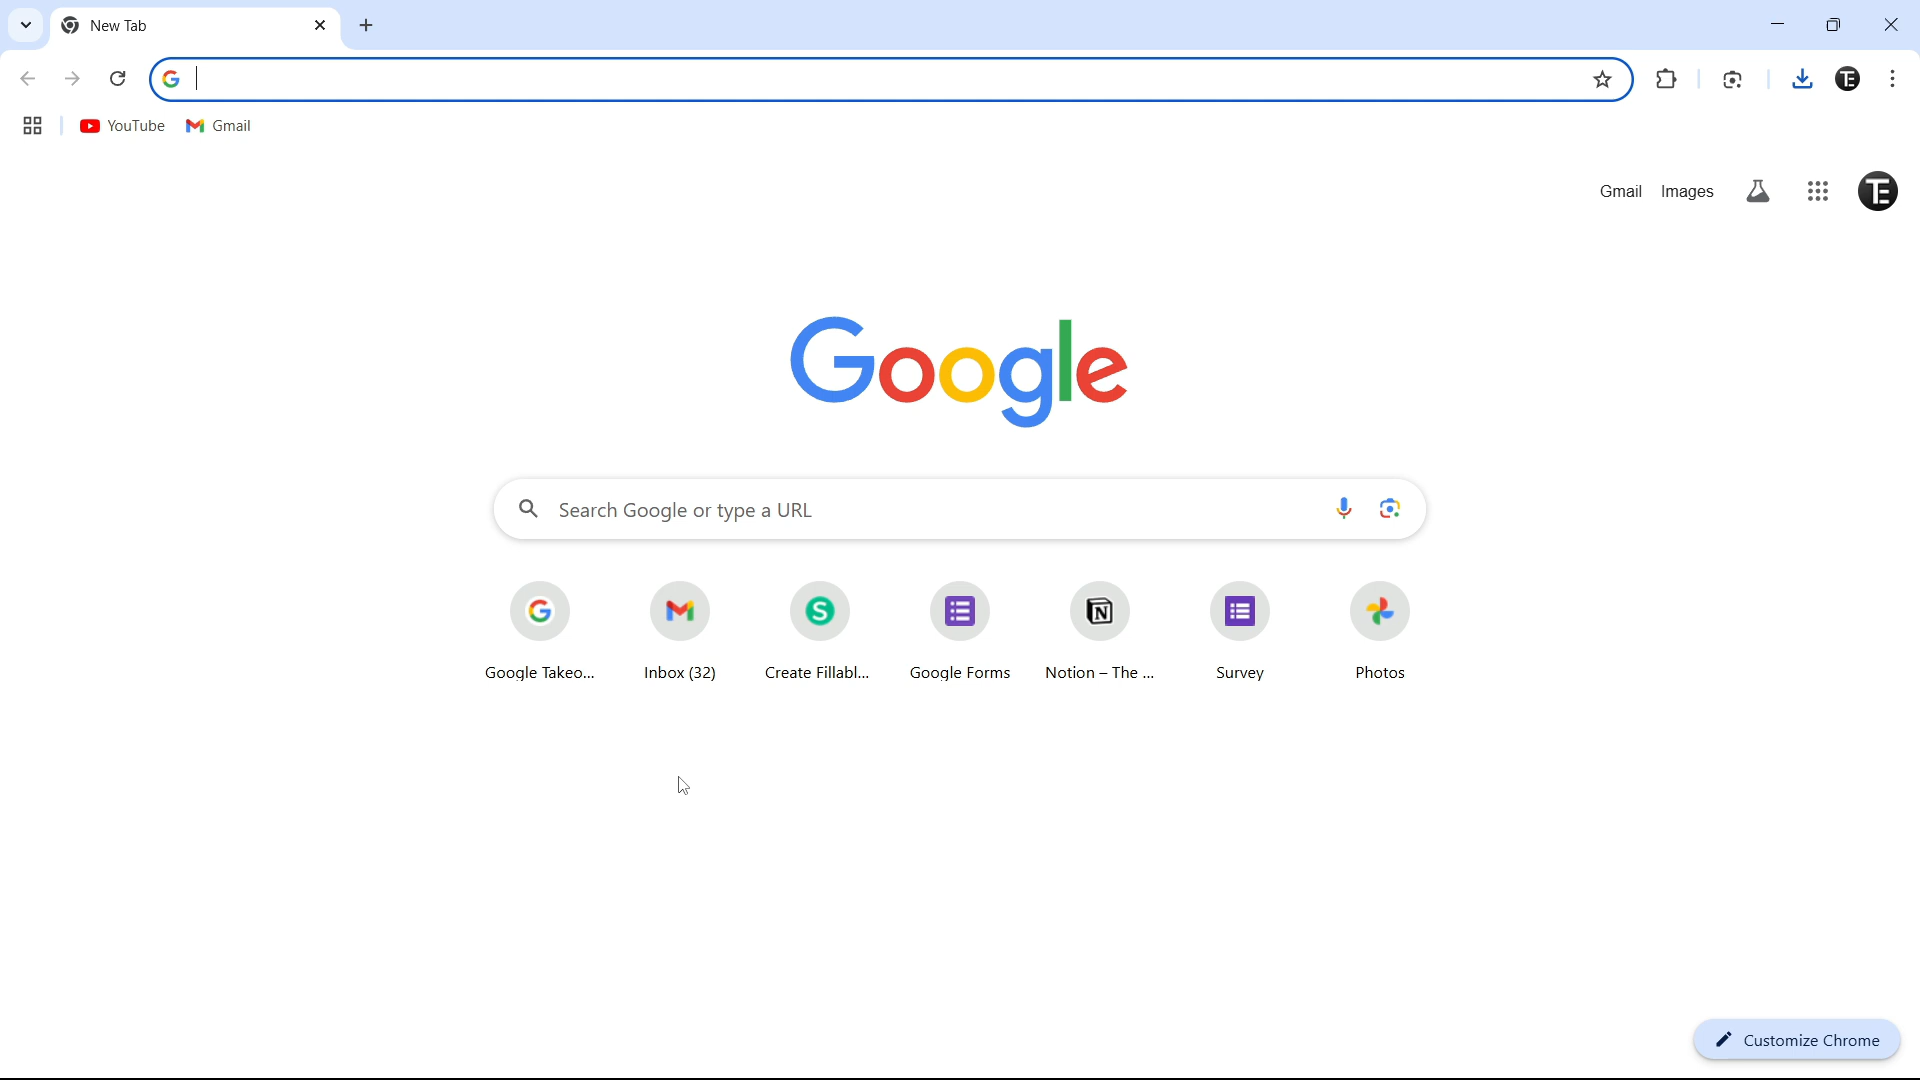 New Tab
YouTube Gmail
Gmail Images
TE
Google
Search Google or type a URL
Google Takeo... Inbox (32) Create Fillabl... Google Forms Notion – The ... Survey Photos
Customize Chrome